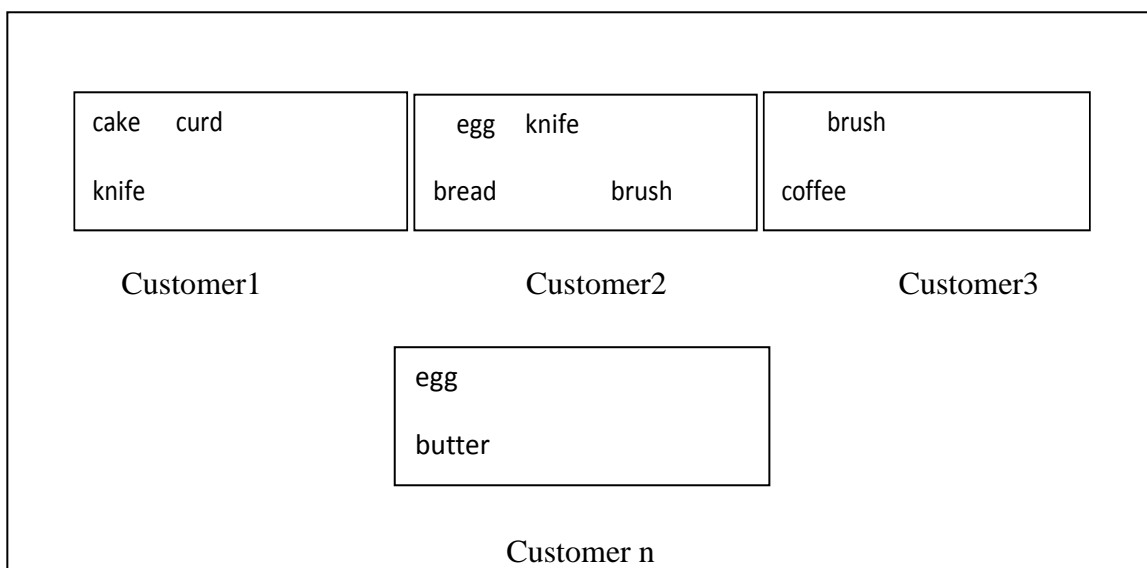 cake curd
knife
egg knife
bread brush
brush
coffee
Customer1 Customer2 Customer3
egg
butter
Customer n